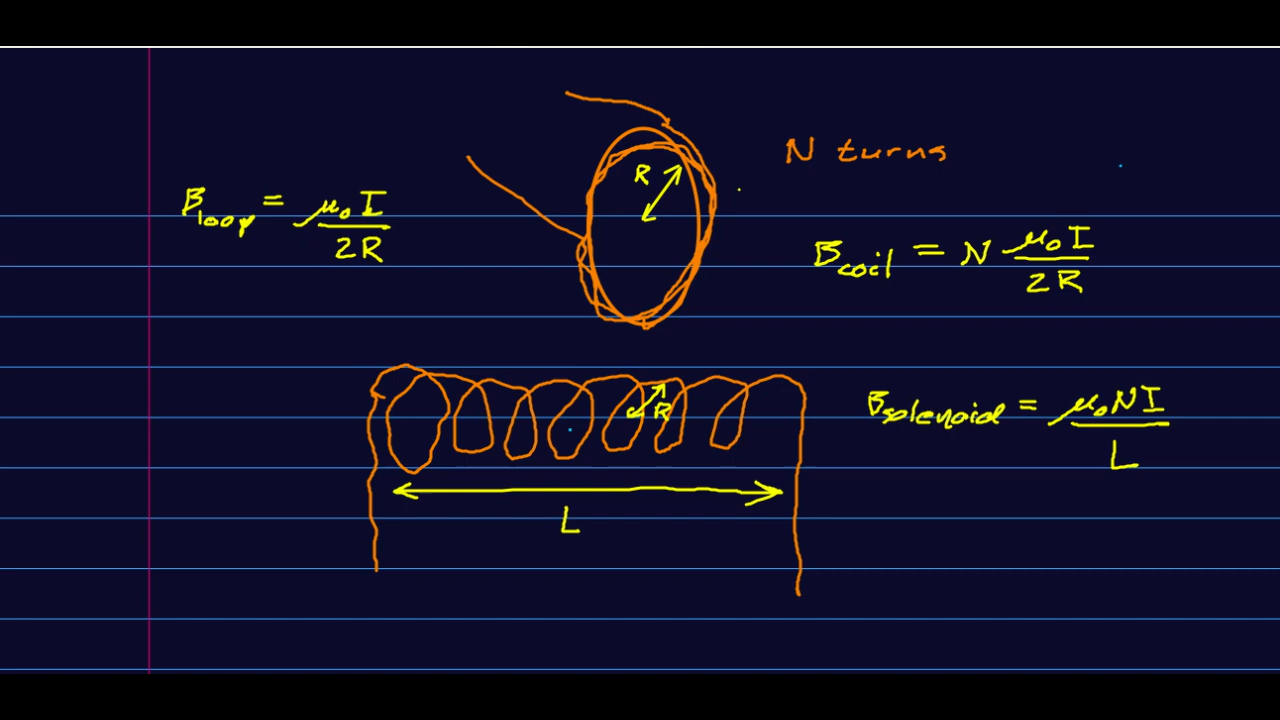 N turns
R
B_loop = μ₀I / 2R
B_coil = N μ₀I / 2R
R
B_solenoid = μ₀NI / L
L